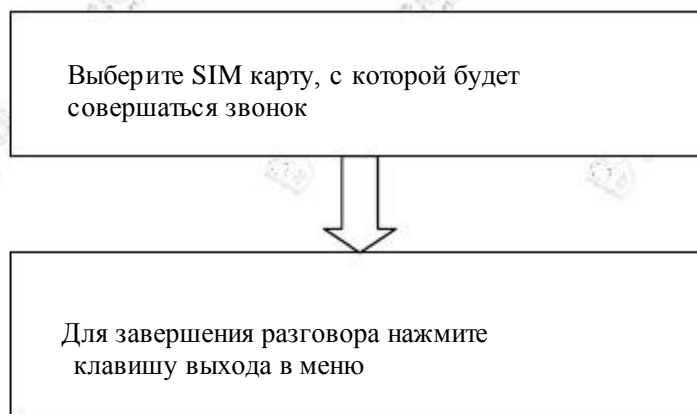 Выберите SIM карту, с которой будет
совершаться звонок
Для завершения разговора нажмите
клавишу выхода в меню